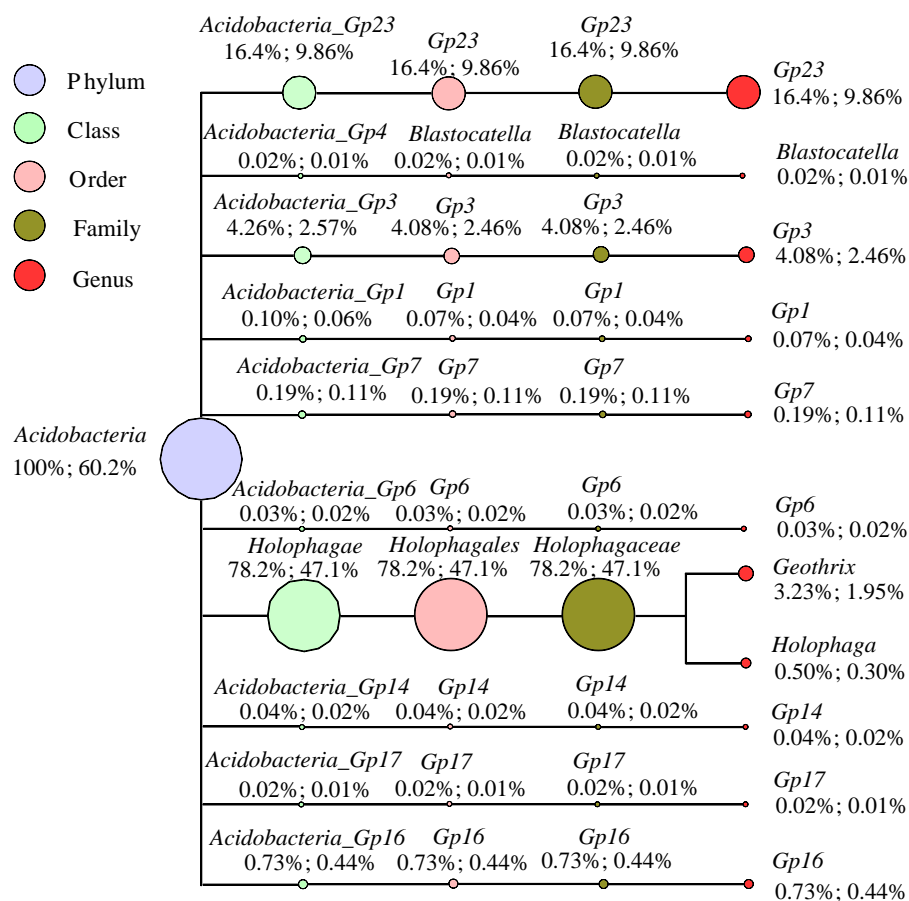 Phylum
Class
Order
Family
Genus
Acidobacteria
100%; 60.2%
Acidobacteria_Gp23
16.4%; 9.86%
Gp23
16.4%; 9.86%
Gp23
16.4%; 9.86%
Gp23
16.4%; 9.86%
Acidobacteria_Gp4
0.02%; 0.01%
Blastocatella
0.02%; 0.01%
Blastocatella
0.02%; 0.01%
Blastocatella
0.02%; 0.01%
Acidobacteria_Gp3
4.26%; 2.57%
Gp3
4.08%; 2.46%
Gp3
4.08%; 2.46%
Gp3
4.08%; 2.46%
Acidobacteria_Gp1
0.10%; 0.06%
Gp1
0.07%; 0.04%
Gp1
0.07%; 0.04%
Gp1
0.07%; 0.04%
Acidobacteria_Gp7
0.19%; 0.11%
Gp7
0.19%; 0.11%
Gp7
0.19%; 0.11%
Gp7
0.19%; 0.11%
Acidobacteria_Gp6
0.03%; 0.02%
Gp6
0.03%; 0.02%
Gp6
0.03%; 0.02%
Gp6
0.03%; 0.02%
Holophagae
78.2%; 47.1%
Holophagales
78.2%; 47.1%
Holophagaceae
78.2%; 47.1%
Geothrix
3.23%; 1.95%
Holophaga
0.50%; 0.30%
Acidobacteria_Gp14
0.04%; 0.02%
Gp14
0.04%; 0.02%
Gp14
0.04%; 0.02%
Gp14
0.04%; 0.02%
Acidobacteria_Gp17
0.02%; 0.01%
Gp17
0.02%; 0.01%
Gp17
0.02%; 0.01%
Gp17
0.02%; 0.01%
Acidobacteria_Gp16
0.73%; 0.44%
Gp16
0.73%; 0.44%
Gp16
0.73%; 0.44%
Gp16
0.73%; 0.44%